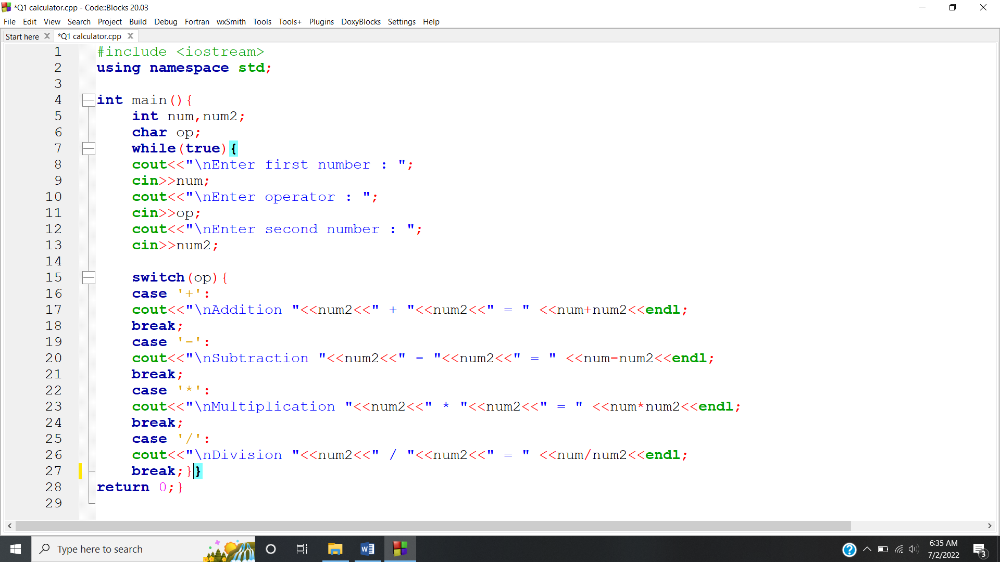 *Q1 calculator.cpp - Code::Blocks 20.03
File Edit View Search Project Build Debug Fortran wxSmith Tools Tools+ Plugins DoxyBlocks Settings Help
Start here *Q1 calculator.cpp
1 #include <iostream>
2 using namespace std;
3
4 int main(){
5 int num,num2;
6 char op;
7 while(true){
8 cout<<"\nEnter first number : ";
9 cin>>num;
10 cout<<"\nEnter operator : ";
11 cin>>op;
12 cout<<"\nEnter second number : ";
13 cin>>num2;
14
15 switch(op){
16 case '+':
17 cout<<"\nAddition "<<num2<<" + "<<num2<<" = " <<num+num2<<endl;
18 break;
19 case '-':
20 cout<<"\nSubtraction "<<num2<<" - "<<num2<<" = " <<num-num2<<endl;
21 break;
22 case '*':
23 cout<<"\nMultiplication "<<num2<<" * "<<num2<<" = " <<num*num2<<endl;
24 break;
25 case '/':
26 cout<<"\nDivision "<<num2<<" / "<<num2<<" = " <<num/num2<<endl;
27 break;}}
28 return 0;}
29
Type here to search
6:35 AM
7/2/2022
3